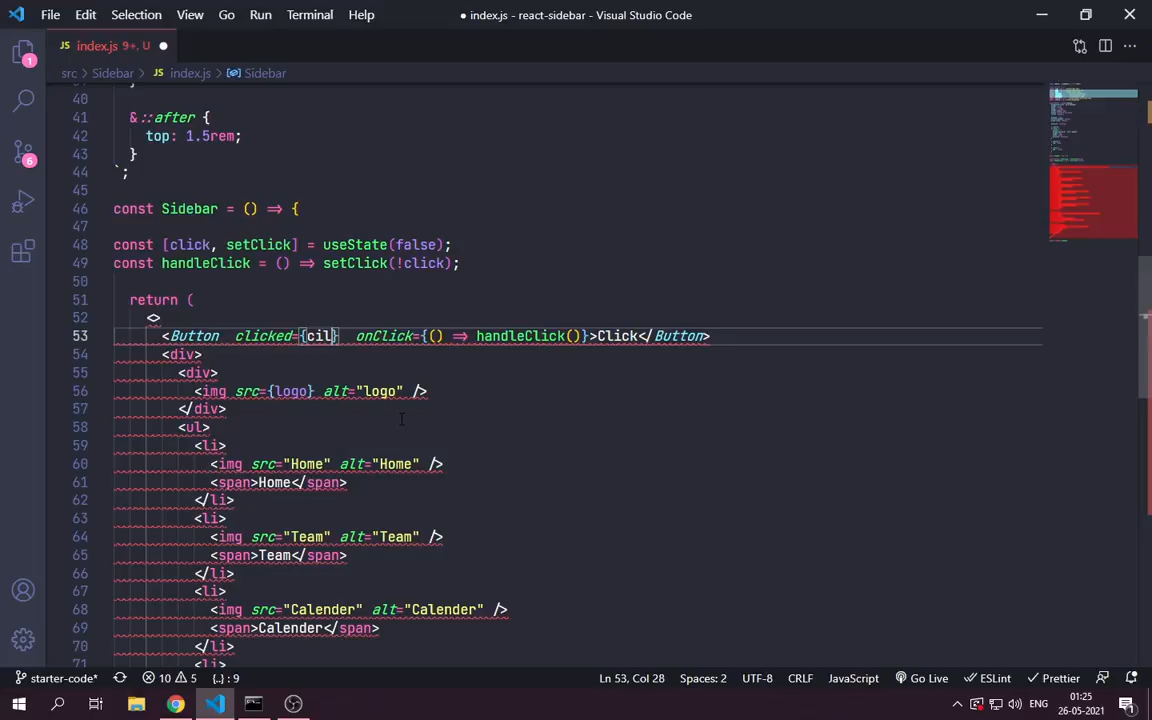 File Edit Selection View Go Run Terminal Help
● index.js - react-sidebar - Visual Studio Code
1
JS index.js 9+, U ●
src > Sidebar > JS index.js > Sidebar
40
41 &::after {
42 top: 1.5rem;
43 }
44 `;
45
46 const Sidebar = () => {
47
48 const [click, setClick] = useState(false);
49 const handleClick = () => setClick(!click);
50
51 return (
52 <>
53 <Button clicked={cil} onClick={() => handleClick()}>Click</Button>
54 <div>
55 <div>
56 <img src={logo} alt="logo" />
57 </div>
58 <ul>
59 <li>
60 <img src="Home" alt="Home" />
61 <span>Home</span>
62 </li>
63 <li>
64 <img src="Team" alt="Team" />
65 <span>Team</span>
66 </li>
67 <li>
68 <img src="Calender" alt="Calender" />
69 <span>Calender</span>
70 </li>
71 <li>
6
starter-code* 10 5 {..} : 9
Ln 53, Col 28 Spaces: 2 UTF-8 CRLF JavaScript Go Live ESLint Prettier
ENG
01:25
26-05-2021
1